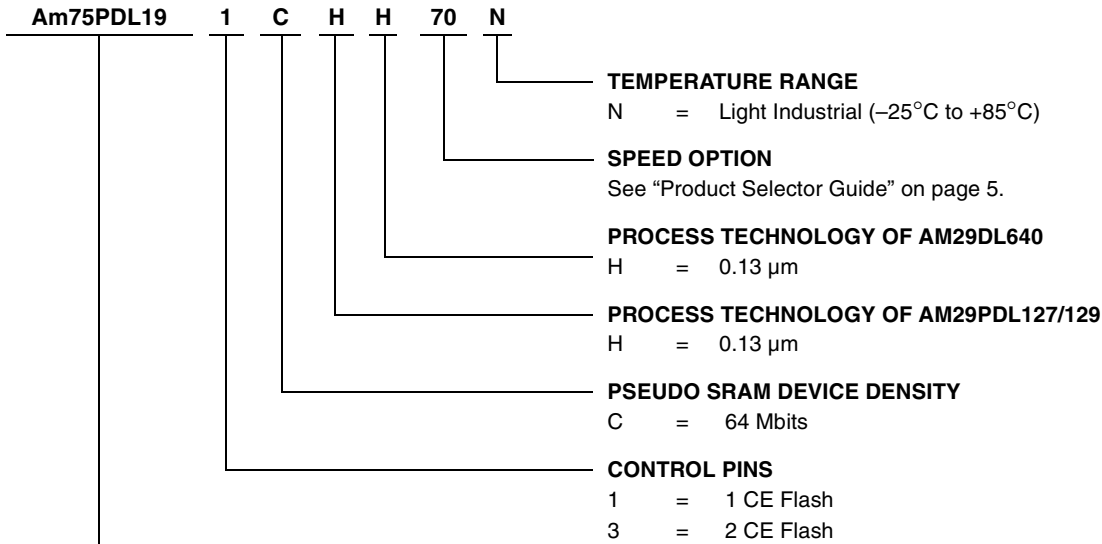 Am75PDL19 1 C H H 70 N
TEMPERATURE RANGE
N = Light Industrial (–25°C to +85°C)
SPEED OPTION
See “Product Selector Guide” on page 5.
PROCESS TECHNOLOGY OF AM29DL640
H = 0.13 µm
PROCESS TECHNOLOGY OF AM29PDL127/129
H = 0.13 µm
PSEUDO SRAM DEVICE DENSITY
C = 64 Mbits
CONTROL PINS
1 = 1 CE Flash
3 = 2 CE Flash